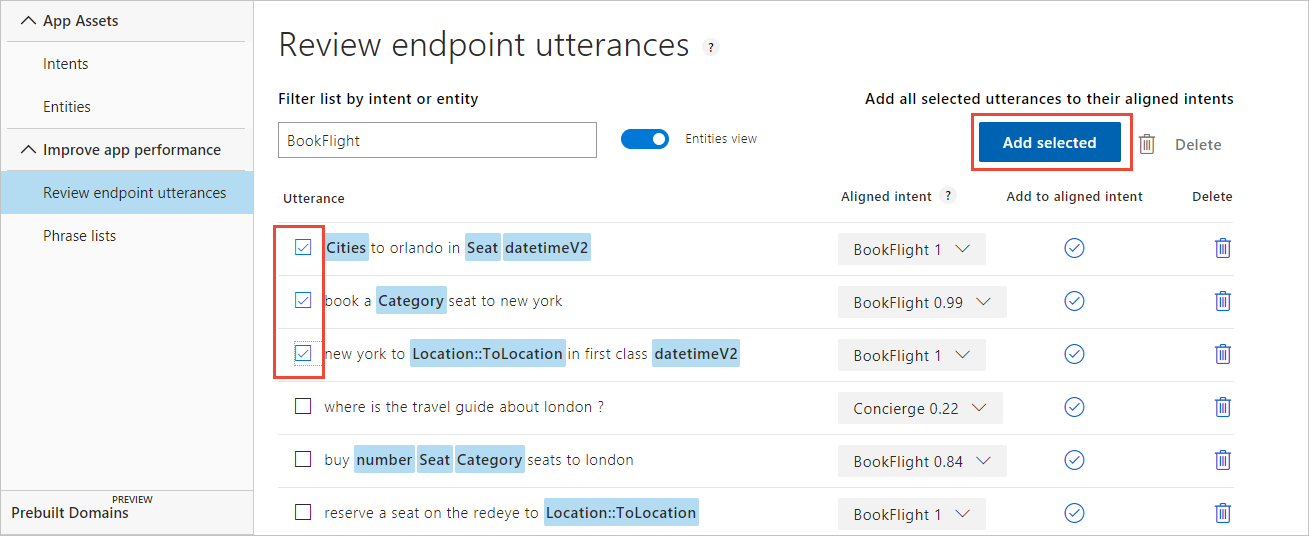 App Assets
Intents
Entities
Improve app performance
Review endpoint utterances
Phrase lists
PREVIEW
Prebuilt Domains
Review endpoint utterances ?
Filter list by intent or entity
Add all selected utterances to their aligned intents
BookFlight
Entities view
Add selected
Delete
Utterance Aligned intent ? Add to aligned intent Delete
Cities to orlando in Seat datetimeV2 BookFlight 1
book a Category seat to new york BookFlight 0.99
new york to Location::ToLocation in first class datetimeV2 BookFlight 1
where is the travel guide about london ? Concierge 0.22
buy number Seat Category seats to london BookFlight 0.84
reserve a seat on the redeye to Location::ToLocation BookFlight 1